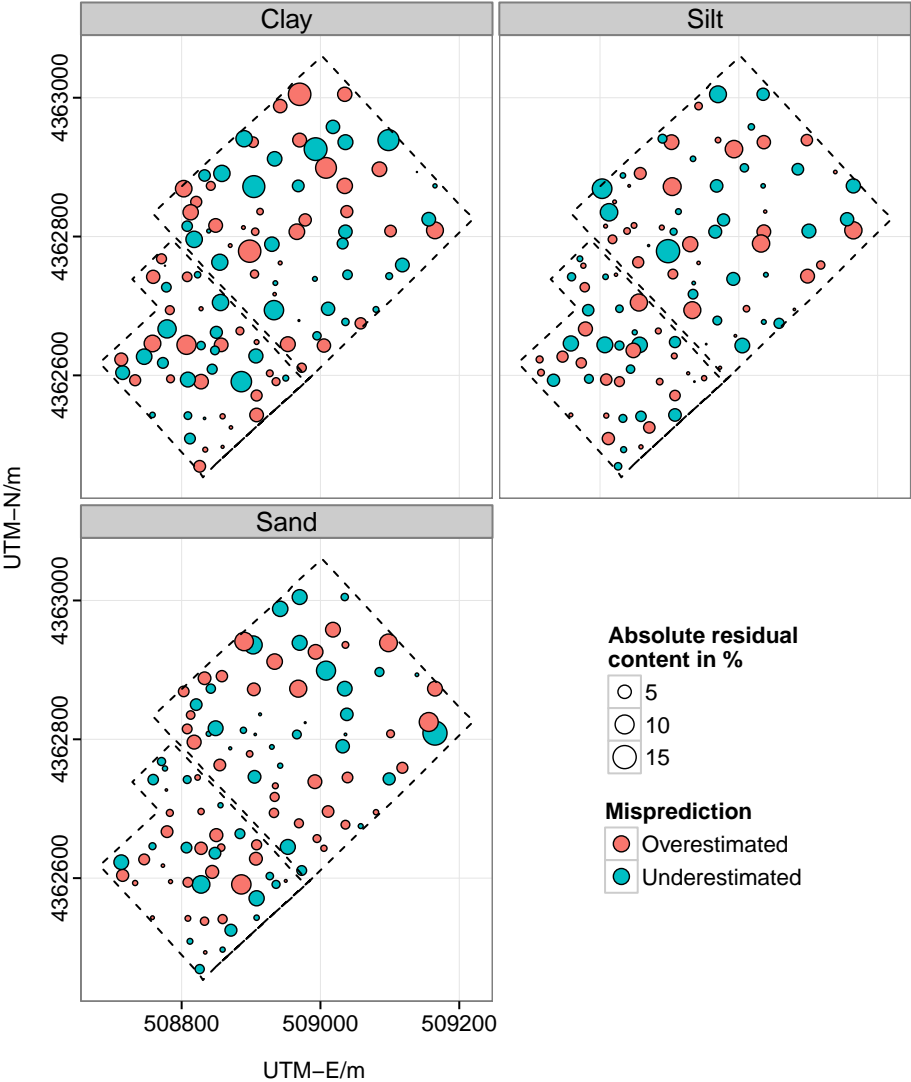 Clay
Silt
4363000
4362800
4362600
Sand
4363000
4362800
4362600
508800
509000
509200
UTM−N/m
UTM−E/m
Absolute residual
content in %
5
10
15
Misprediction
Overestimated
Underestimated